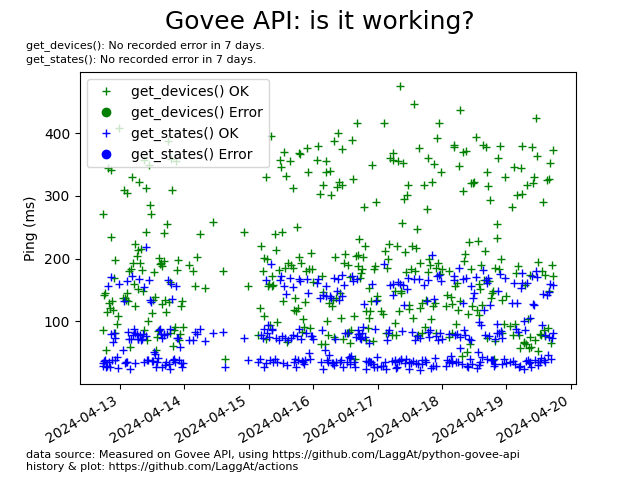 Govee API: is it working?
get_devices(): No recorded error in 7 days.
get_states(): No recorded error in 7 days.
get_devices() OK
get_devices() Error
get_states() OK
get_states() Error
Ping (ms)
400
300
200
100
2024-04-13
2024-04-14
2024-04-15
2024-04-16
2024-04-17
2024-04-18
2024-04-19
2024-04-20
data source: Measured on Govee API, using https://github.com/LaggAt/python-govee-api
history & plot: https://github.com/LaggAt/actions